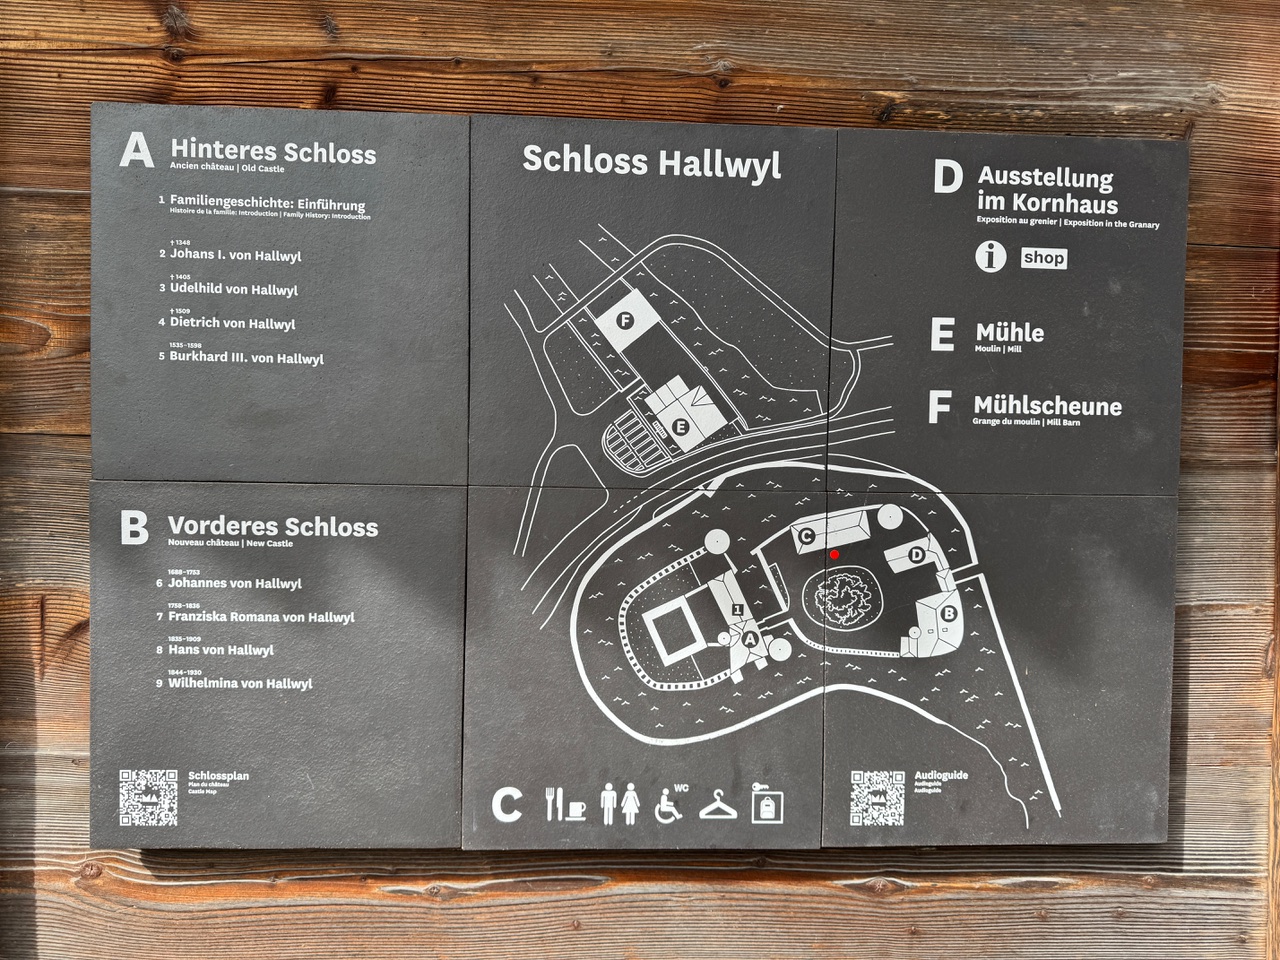 A
Hinteres Schloss
Ancien château | Old Castle
1 Familiengeschichte: Einführung
Histoire de la famille: Introduction | Family History: Introduction
† 1348
2 Johans I. von Hallwyl
† 1405
3 Udelhild von Hallwyl
† 1509
4 Dietrich von Hallwyl
1535–1598
5 Burkhard III. von Hallwyl
B
Vorderes Schloss
Nouveau château | New Castle
1688–1753
6 Johannes von Hallwyl
1758–1836
7 Franziska Romana von Hallwyl
1835–1909
8 Hans von Hallwyl
1844–1930
9 Wilhelmina von Hallwyl
MA
Schlossplan
Plan du château
Castle Map
Schloss Hallwyl
F
E
C
D
1
A
B
C
WC
D
Ausstellung
im Kornhaus
Exposition au grenier | Exposition in the Granary
i
shop
E
Mühle
Moulin | Mill
F
Mühlscheune
Grange du moulin | Mill Barn
MA
Audioguide
Audioguide
Audioguide